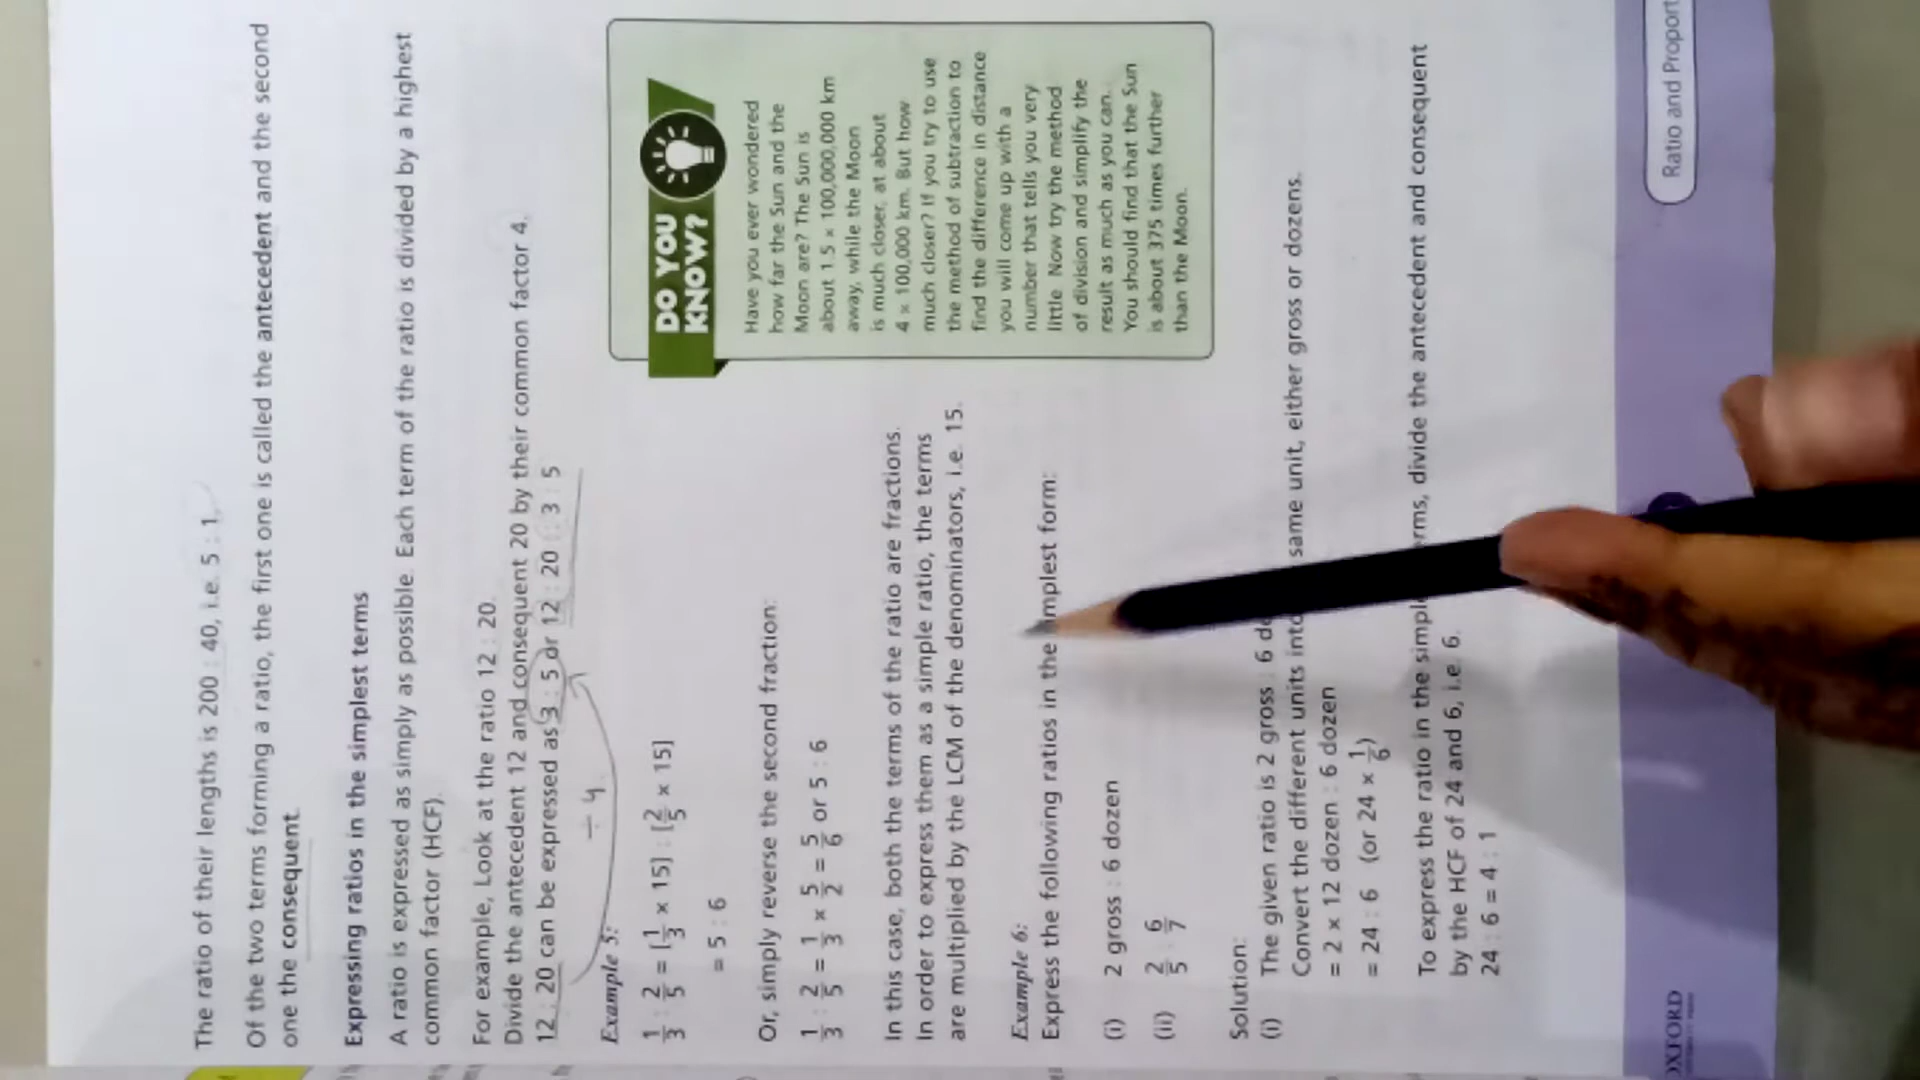 The ratio of their lengths is 200 : 40, i.e. 5 : 1.
Of the two terms forming a ratio, the first one is called the antecedent and the second
one the consequent.
Expressing ratios in the simplest terms
A ratio is expressed as simply as possible. Each term of the ratio is divided by a highest
common factor (HCF).
For example, Look at the ratio 12 : 20.
Divide the antecedent 12 and consequent 20 by their common factor 4.
12 : 20 can be expressed as 3 : 5 or 12 : 20 : : 3 : 5
÷ 4
Example 5:
1/3 : 2/5 = [1/3 × 15] : [2/5 × 15]
= 5 : 6
Or, simply reverse the second fraction:
1/3 : 2/5 = 1/3 × 5/2 = 5/6 or 5 : 6
In this case, both the terms of the ratio are fractions.
In order to express them as a simple ratio, the terms
are multiplied by the LCM of the denominators, i.e. 15.
DO YOU
KNOW?
Have you ever wondered
how far the Sun and the
Moon are? The Sun is
about 1.5 × 100,000,000 km
away, while the Moon
is much closer, at about
4 × 100,000 km. But how
much closer? If you try to use
the method of subtraction to
find the difference in distance
you will come up with a
number that tells you very
little. Now try the method
of division and simplify the
result as much as you can.
You should find that the Sun
is about 375 times further
than the Moon.
Example 6:
Express the following ratios in the implest form:
(i) 2 gross : 6 dozen
(ii) 2/5 : 6/7
Solution:
(i) The given ratio is 2 gross : 6 d
Convert the different units into same unit, either gross or dozens.
= 2 × 12 dozen : 6 dozen
= 24 : 6 (or 24 × 1/6)
To express the ratio in the simpl rms, divide the antecedent and consequent
by the HCF of 24 and 6, i.e. 6.
24 : 6 = 4 : 1
OXFORD
Ratio and Proport